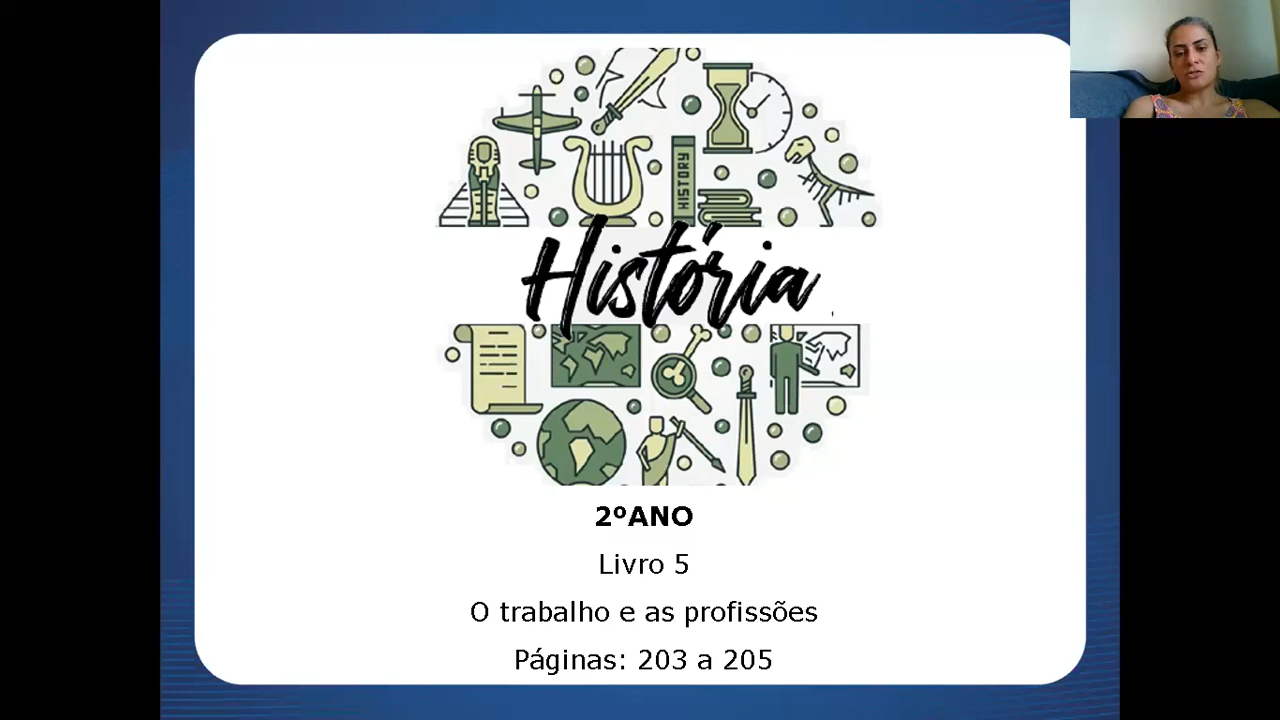 HISTORY
História
2ºANO
Livro 5
O trabalho e as profissões
Páginas: 203 a 205